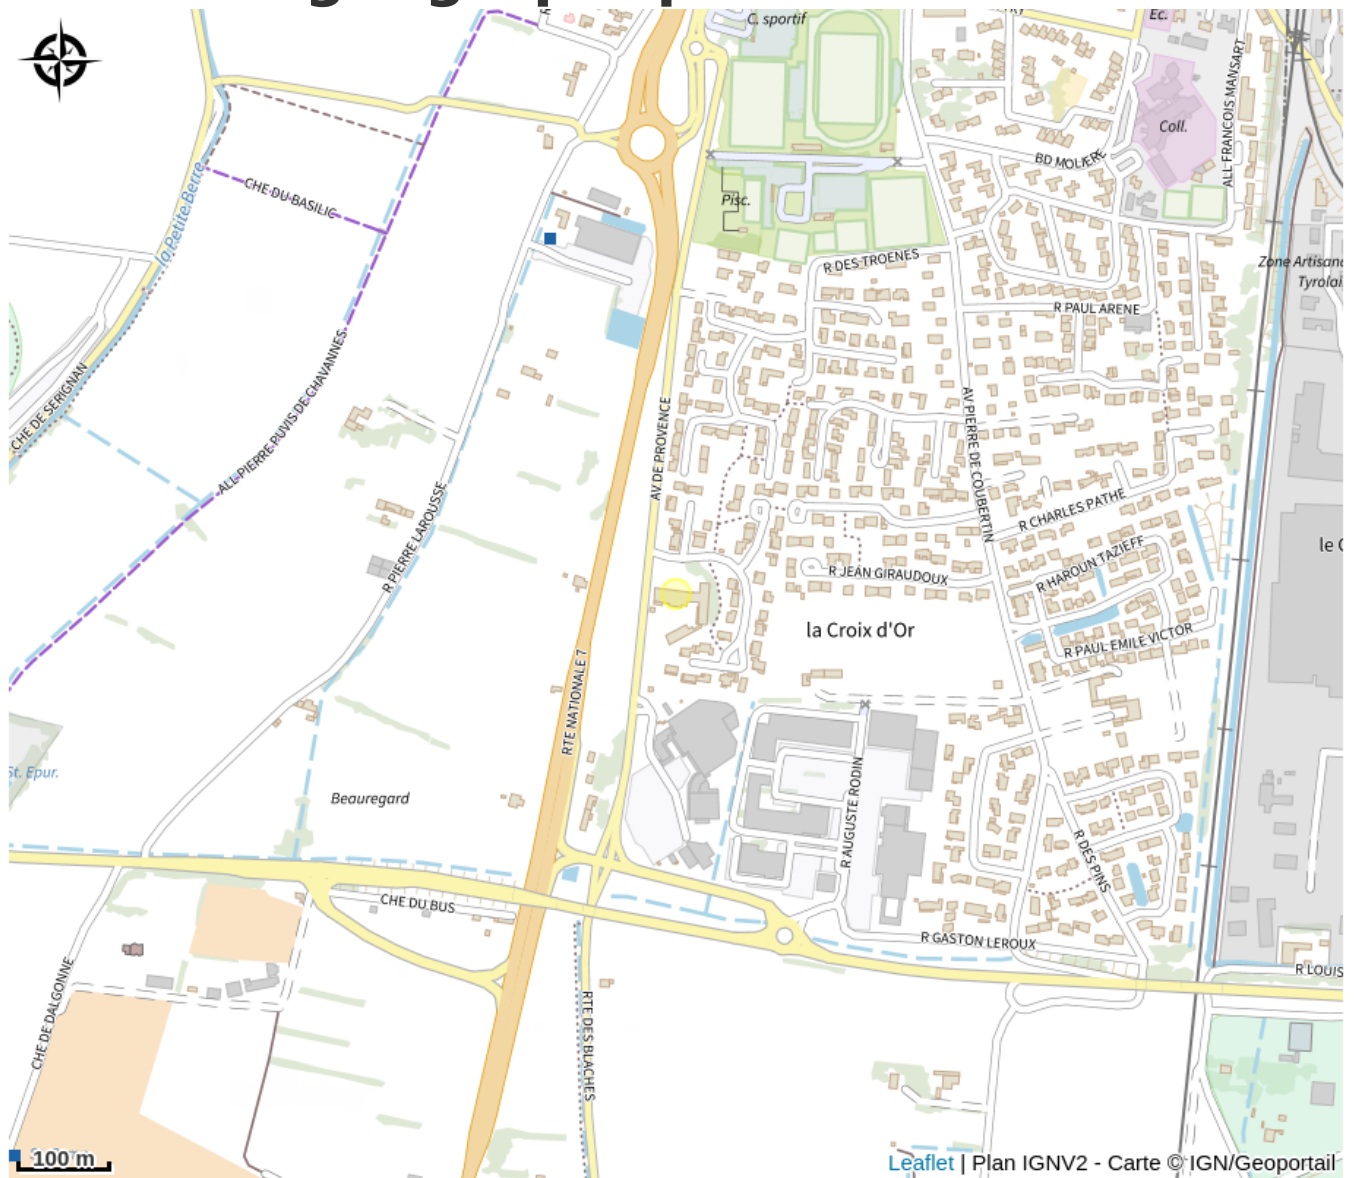 C. sportif
Ec.
ALL FRANCOIS MANSART
Coll.
BD MOLIERE
la Petite Berre
CHE DU BASILIC
Pisc.
R DES TROENES
Zone Artisana
Tyrolai
R PAUL ARENE
ALL PIERRE PUVIS DE CHAVANNES
CHE DE SERIGNAN
AV DE PROVENCE
AV PIERRE DE COUBERTIN
R PIERRE LAROUSSE
R CHARLES PATHE
le C
R HAROUN TAZIEFF
R JEAN GIRAUDOUX
la Croix d'Or
R PAUL EMILE VICTOR
RTE NATIONALE 7
St. Epur.
Beauregard
R AUGUSTE RODIN
R DES PINS
CHE DU BUS
R GASTON LEROUX
R LOUIS
CHE DE DALGONNE
RTE DES BLACHES
100 m
Leaflet | Plan IGNV2 - Carte © IGN/Geoportail